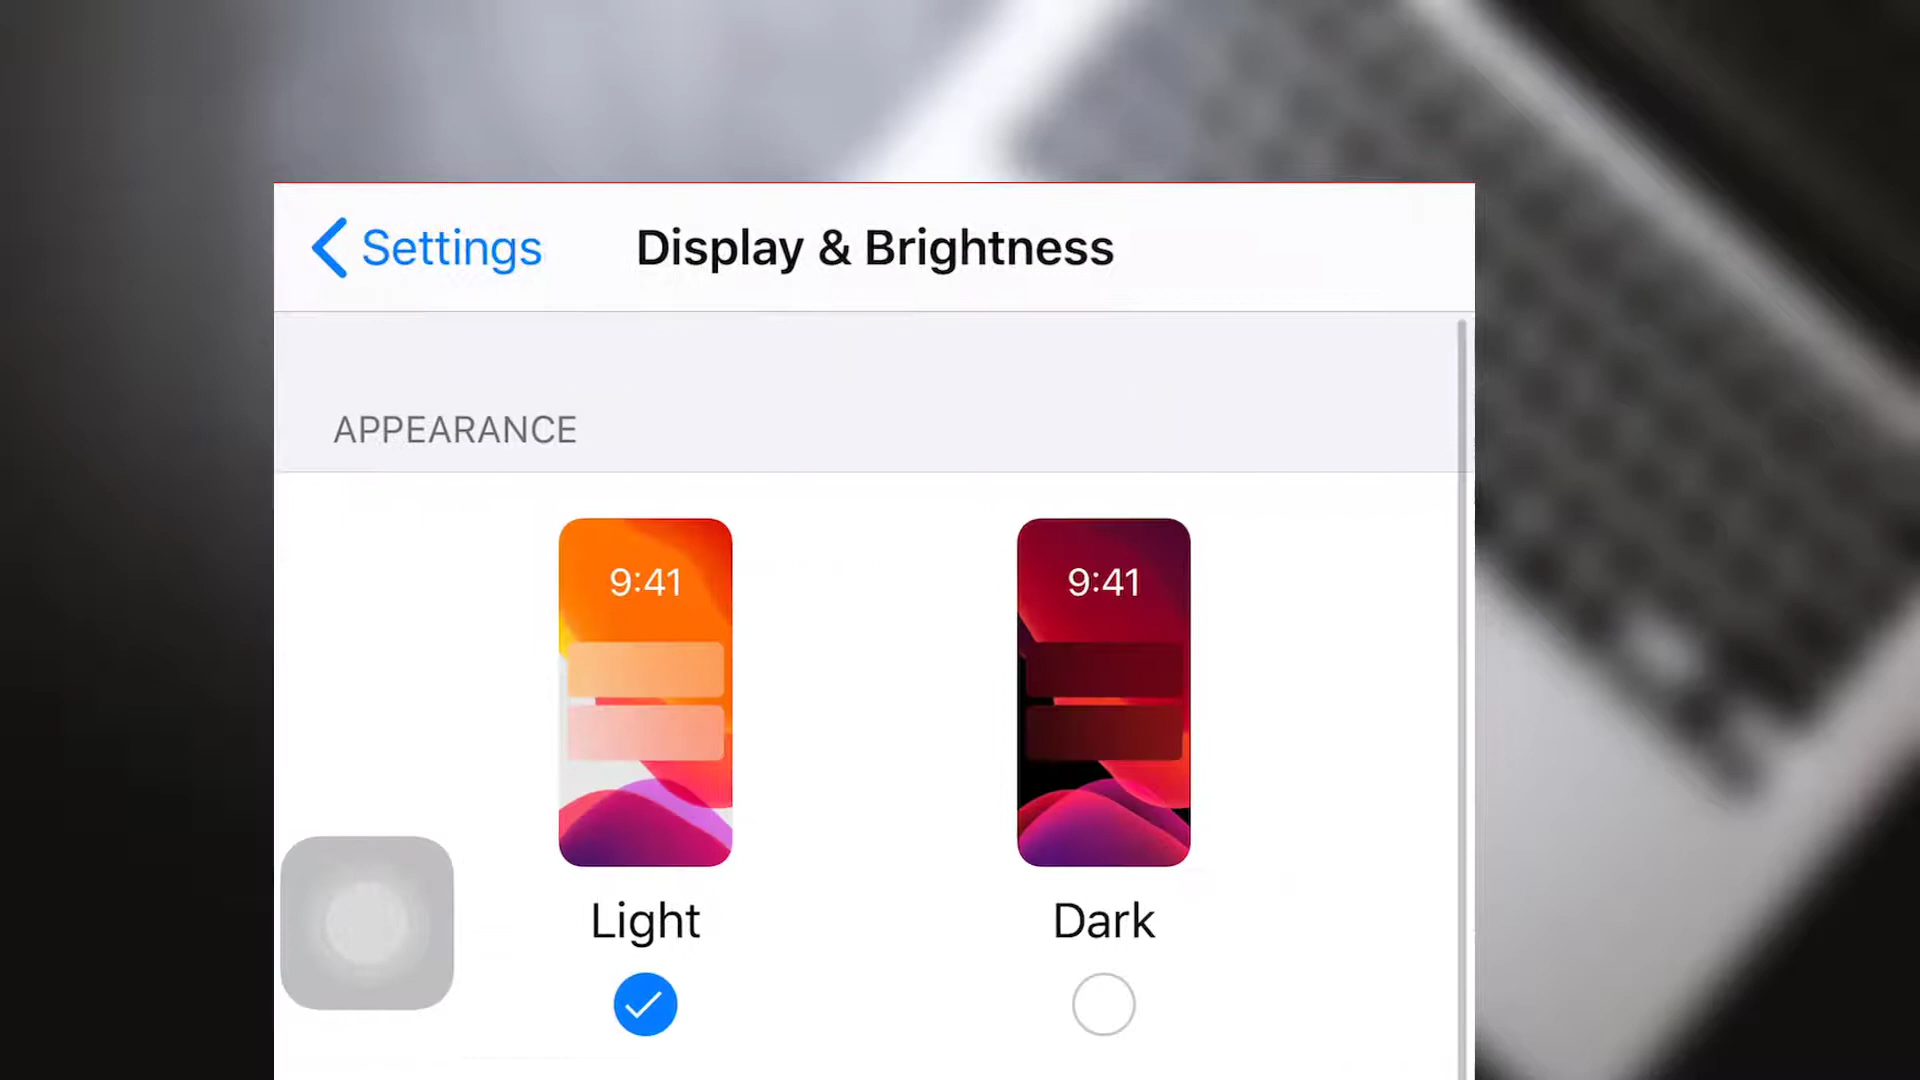 Settings
Display & Brightness
APPEARANCE
9:41
9:41
Light
Dark